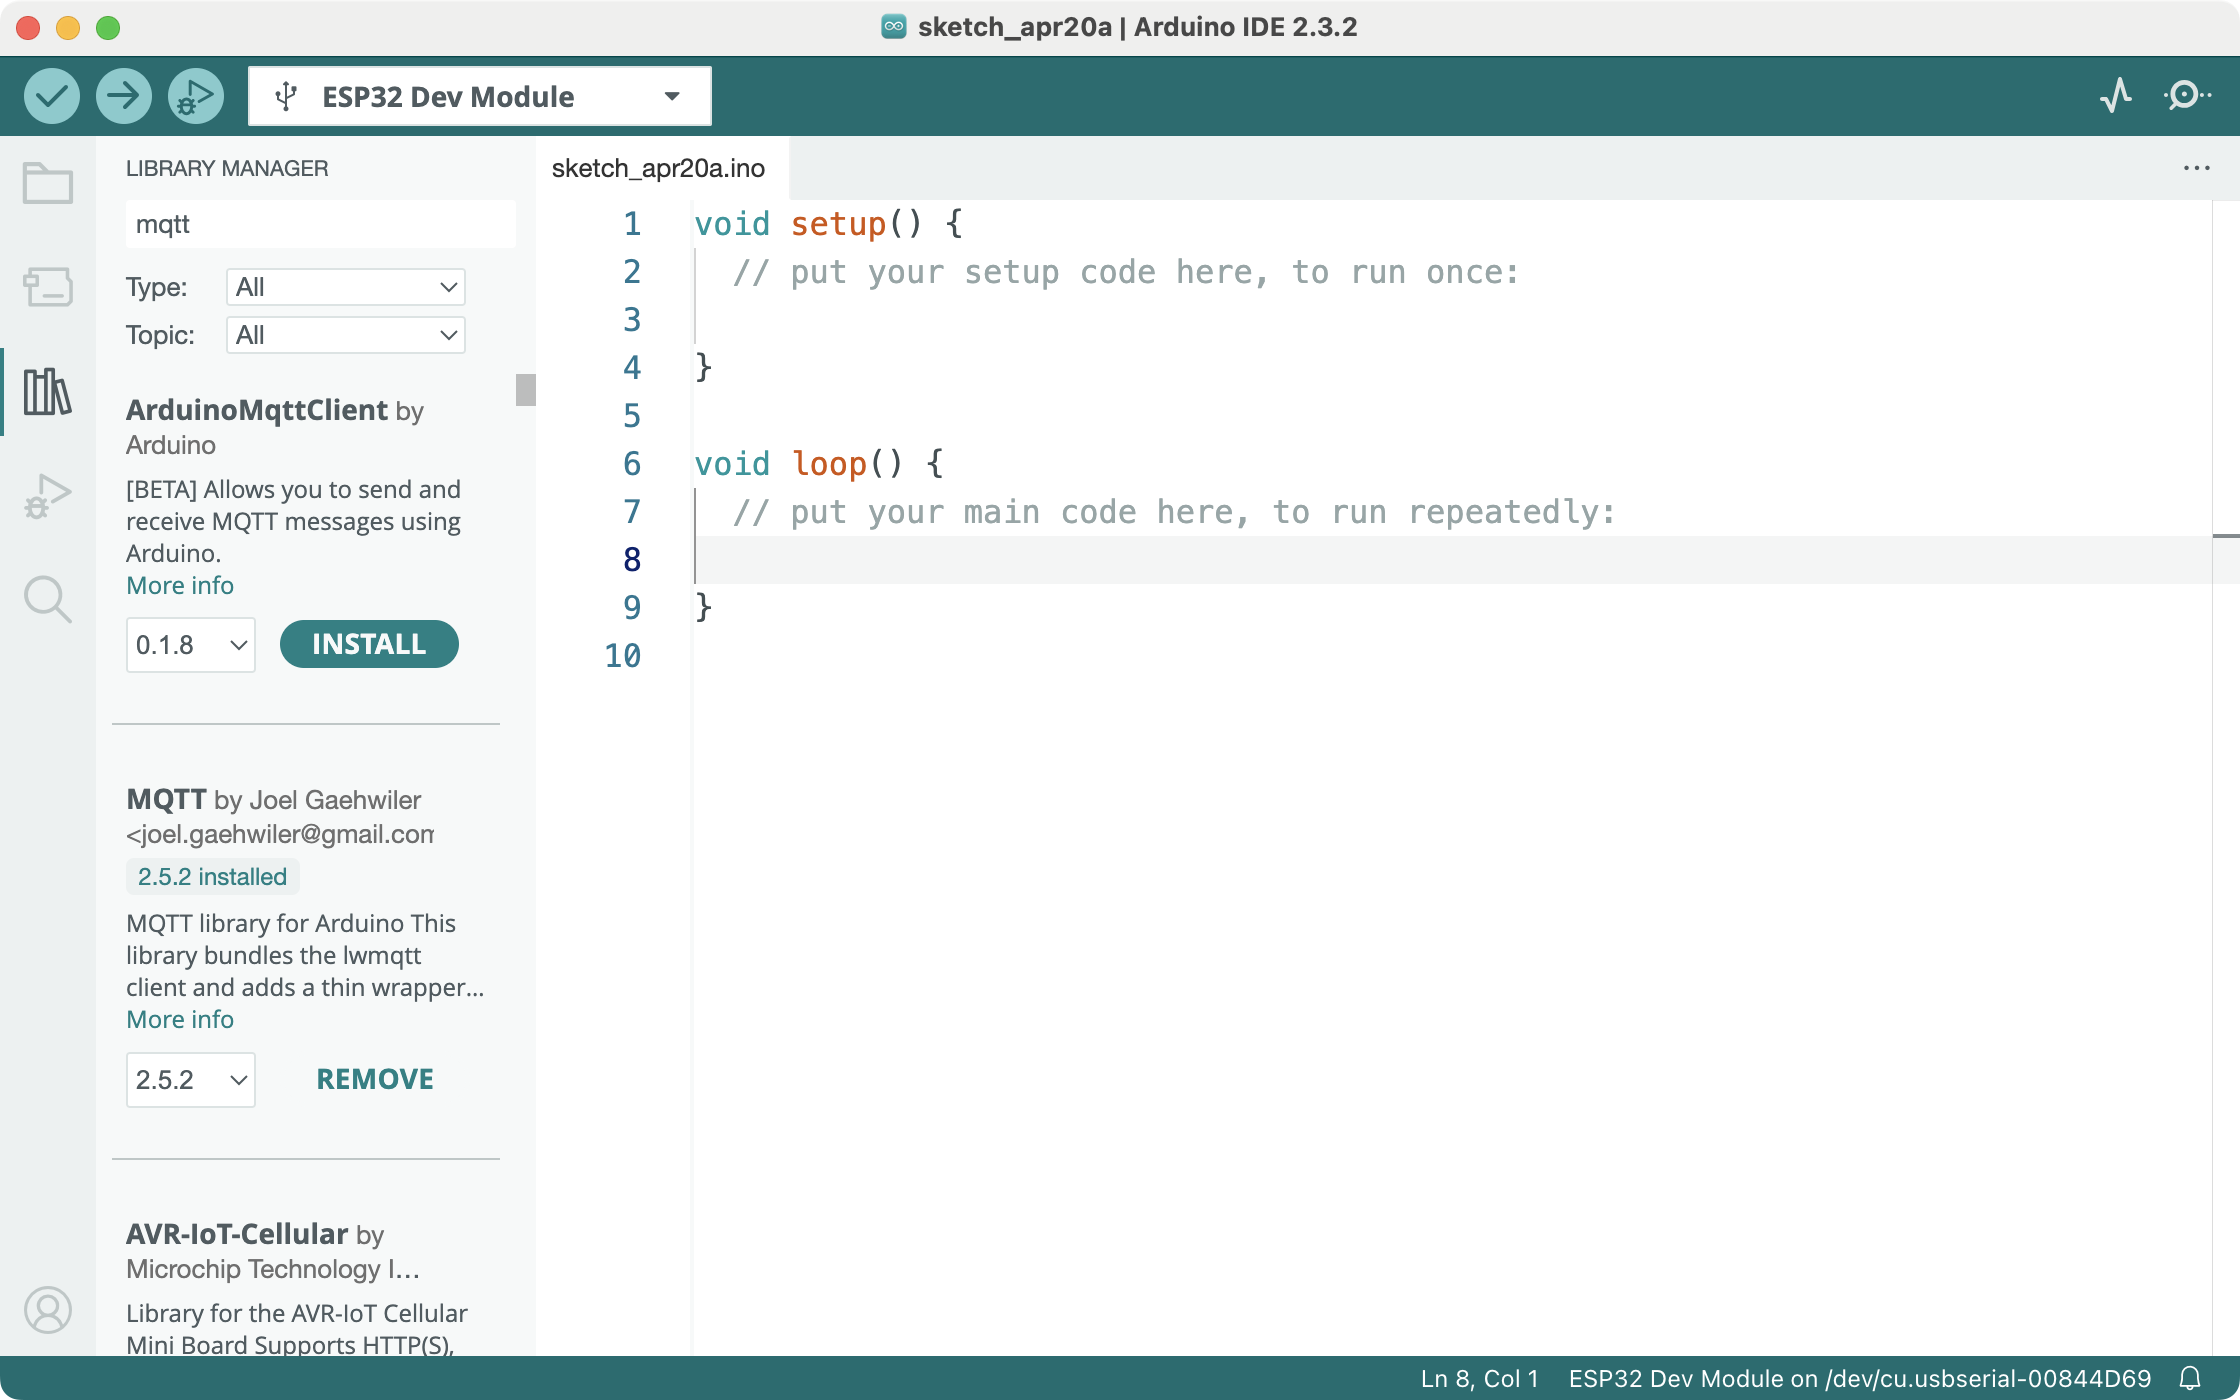 sketch_apr20a | Arduino IDE 2.3.2
ESP32 Dev Module
LIBRARY MANAGER
mqtt
Type: All
Topic: All
ArduinoMqttClient by
Arduino
[BETA] Allows you to send and
receive MQTT messages using
Arduino.
More info
0.1.8 INSTALL
MQTT by Joel Gaehwiler
<joel.gaehwiler@gmail.com
2.5.2 installed
MQTT library for Arduino This
library bundles the lwmqtt
client and adds a thin wrapper...
More info
2.5.2 REMOVE
AVR-IoT-Cellular by
Microchip Technology I...
Library for the AVR-IoT Cellular
Mini Board Supports HTTP(S),
sketch_apr20a.ino
1 void setup() {
2 // put your setup code here, to run once:
3
4 }
5
6 void loop() {
7 // put your main code here, to run repeatedly:
8
9 }
10
Ln 8, Col 1 ESP32 Dev Module on /dev/cu.usbserial-00844D69